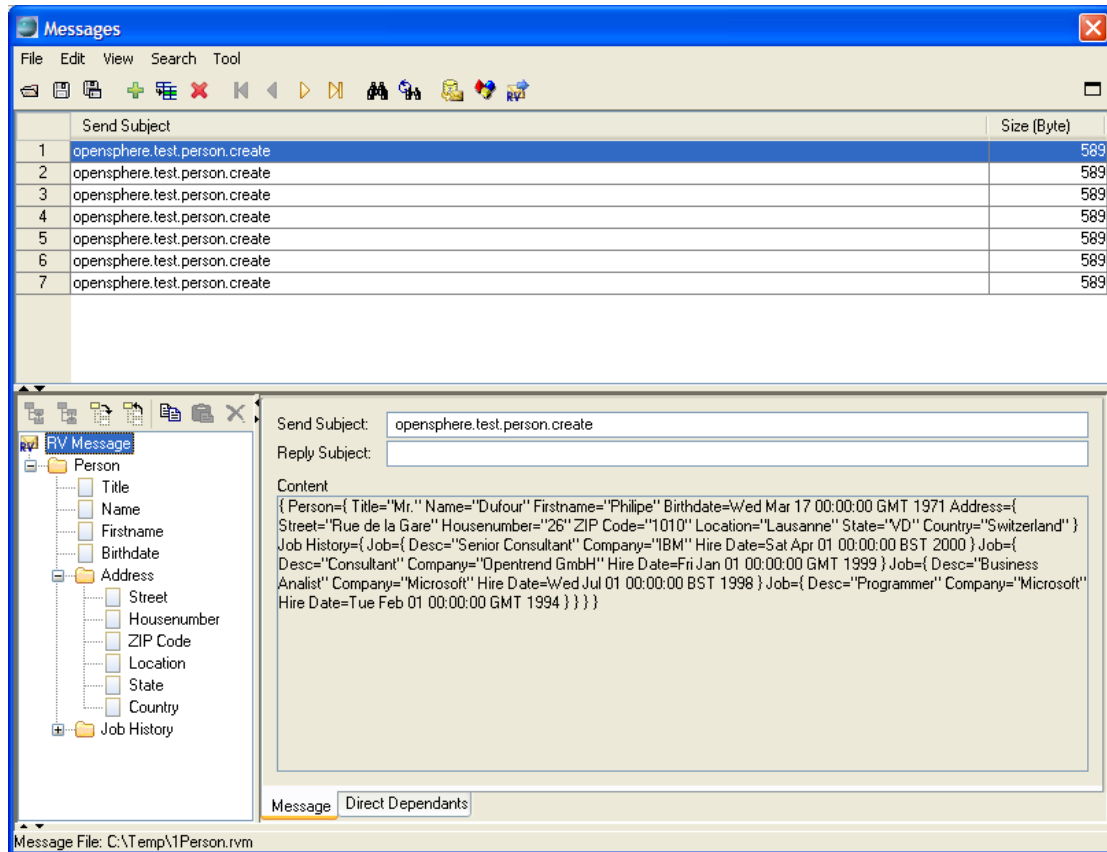 Messages
File Edit View Search Tool
RV
Send Subject Size (Byte)
1 opensphere.test.person.create 589
2 opensphere.test.person.create 589
3 opensphere.test.person.create 589
4 opensphere.test.person.create 589
5 opensphere.test.person.create 589
6 opensphere.test.person.create 589
7 opensphere.test.person.create 589
RV RV Message
Person
Title
Name
Firstname
Birthdate
Address
Street
Housenumber
ZIP Code
Location
State
Country
Job History
Send Subject: opensphere.test.person.create
Reply Subject:
Content
{ Person={ Title="Mr." Name="Dufour" Firstname="Philipe" Birthdate=Wed Mar 17 00:00:00 GMT 1971 Address={
Street="Rue de la Gare" Housenumber="26" ZIP Code="1010" Location="Lausanne" State="VD" Country="Switzerland" }
Job History={ Job={ Desc="Senior Consultant" Company="IBM" Hire Date=Sat Apr 01 00:00:00 BST 2000 } Job={
Desc="Consultant" Company="Opentrend GmbH" Hire Date=Fri Jan 01 00:00:00 GMT 1999 } Job={ Desc="Business
Analist" Company="Microsoft" Hire Date=Wed Jul 01 00:00:00 BST 1998 } Job={ Desc="Programmer" Company="Microsoft"
Hire Date=Tue Feb 01 00:00:00 GMT 1994 } } } }
Message Direct Dependants
Message File: C:\Temp\1Person.rvm